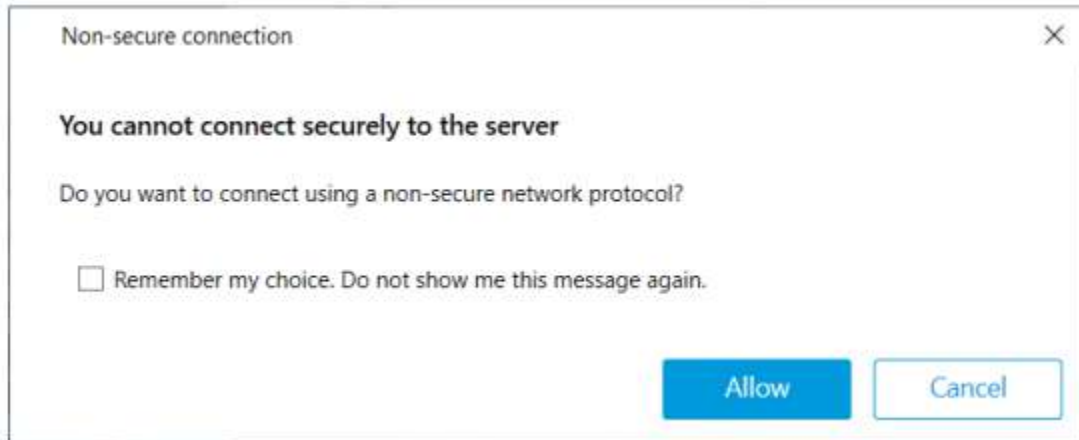 Non-secure connection
You cannot connect securely to the server
Do you want to connect using a non-secure network protocol?
Remember my choice. Do not show me this message again.
Allow
Cancel